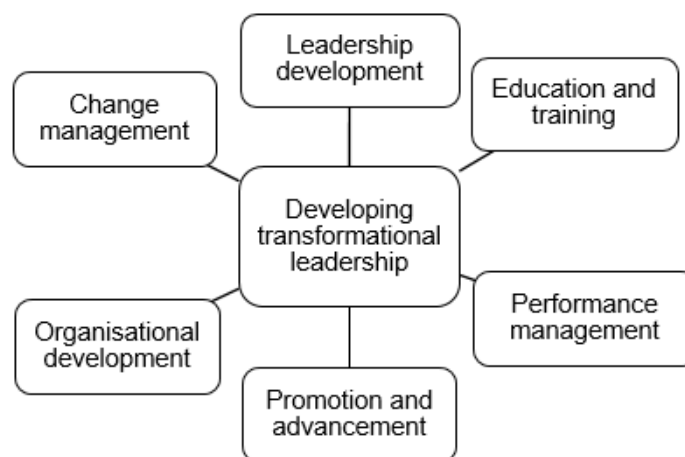 Leadership
development
Education and
training
Change
management
Developing
transformational
leadership
Performance
management
Organisational
development
Promotion and
advancement